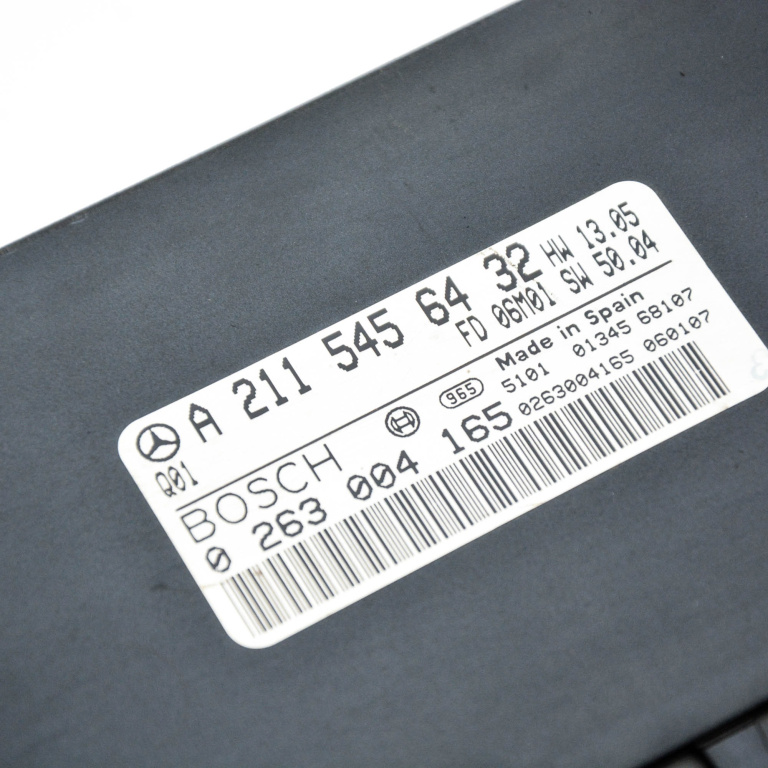 A 211 545 64 32 HW 13.05
Q01 FD 06M01 SW 50.04
BOSCH 965 Made in Spain
5101 01345 68107
0 263 004 165 0263004165 060107